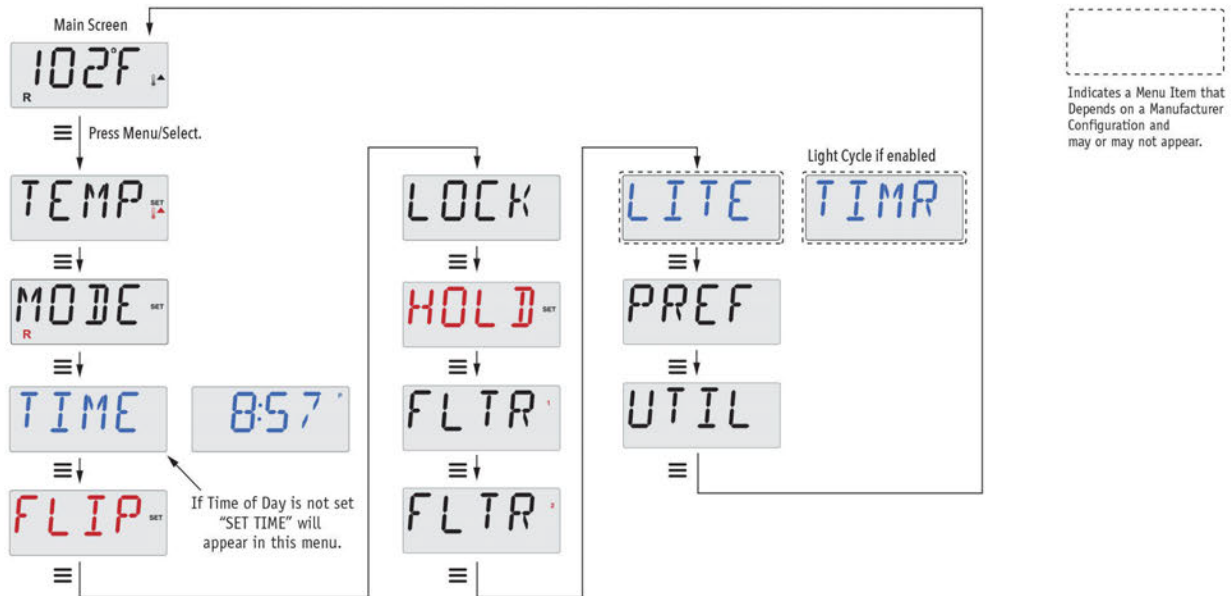 Main Screen
102°F
R
Press Menu/Select.
TEMP SET
MODE SET
R
TIME
8:57 P
If Time of Day is not set
“SET TIME” will
appear in this menu.
FLIP SET
LOCK
HOLD SET
FLTR 1
FLTR 2
LITE
Light Cycle if enabled
TIMR
PREF
UTIL
Indicates a Menu Item that
Depends on a Manufacturer
Configuration and
may or may not appear.